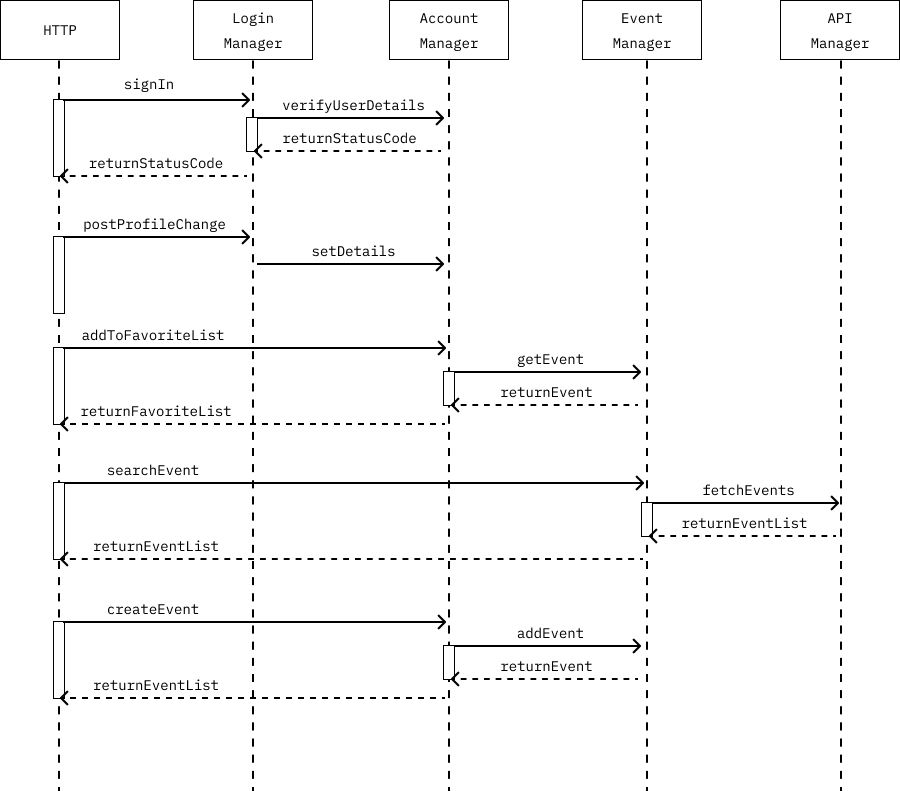 HTTP
Login
Manager
Account
Manager
Event
Manager
API
Manager
signIn
verifyUserDetails
returnStatusCode
returnStatusCode
postProfileChange
setDetails
addToFavoriteList
getEvent
returnEvent
returnFavoriteList
searchEvent
fetchEvents
returnEventList
returnEventList
createEvent
addEvent
returnEvent
returnEventList